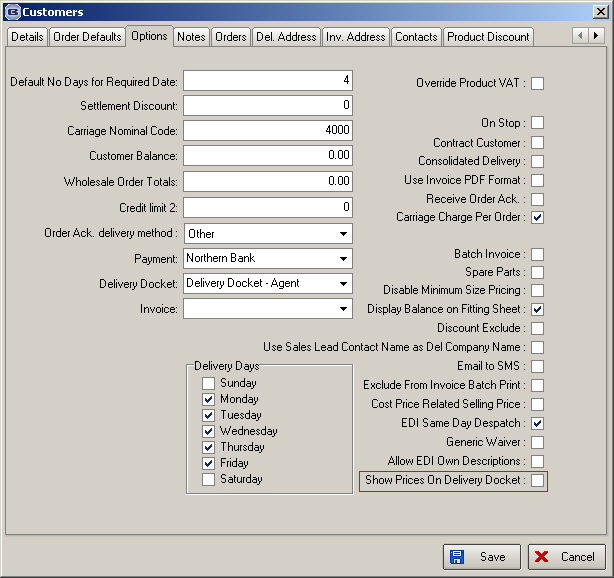 Customers
Details Order Defaults Options Notes Orders Del. Address Inv. Address Contacts Product Discount
Default No Days for Required Date: 4
Settlement Discount: 0
Carriage Nominal Code: 4000
Customer Balance: 0.00
Wholesale Order Totals: 0.00
Credit limit 2: 0
Order Ack. delivery method : Other
Payment: Northern Bank
Delivery Docket: Delivery Docket - Agent
Invoice:
Delivery Days
Sunday
Monday
Tuesday
Wednesday
Thursday
Friday
Saturday
Override Product VAT :
On Stop :
Contract Customer :
Consolidated Delivery :
Use Invoice PDF Format :
Receive Order Ack. :
Carriage Charge Per Order :
Batch Invoice :
Spare Parts :
Disable Minimum Size Pricing :
Display Balance on Fitting Sheet :
Discount Exclude :
Use Sales Lead Contact Name as Del Company Name :
Email to SMS :
Exclude From Invoice Batch Print :
Cost Price Related Selling Price :
EDI Same Day Despatch :
Generic Waiver :
Allow EDI Own Descriptions :
Show Prices On Delivery Docket :
Save Cancel